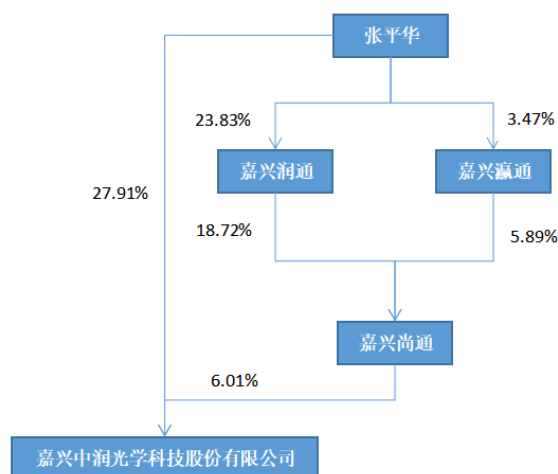 张平华
23.83%
3.47%
嘉兴润通
嘉兴瀛通
27.91%
18.72%
5.89%
嘉兴尚通
6.01%
嘉兴中润光学科技股份有限公司